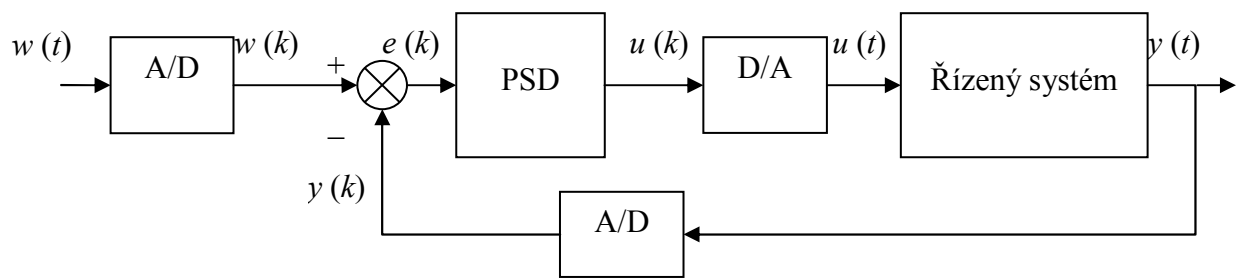 w (t)
A/D
w (k)
+
−
e (k)
PSD
u (k)
D/A
u (t)
Řízený systém
y (t)
y (k)
A/D